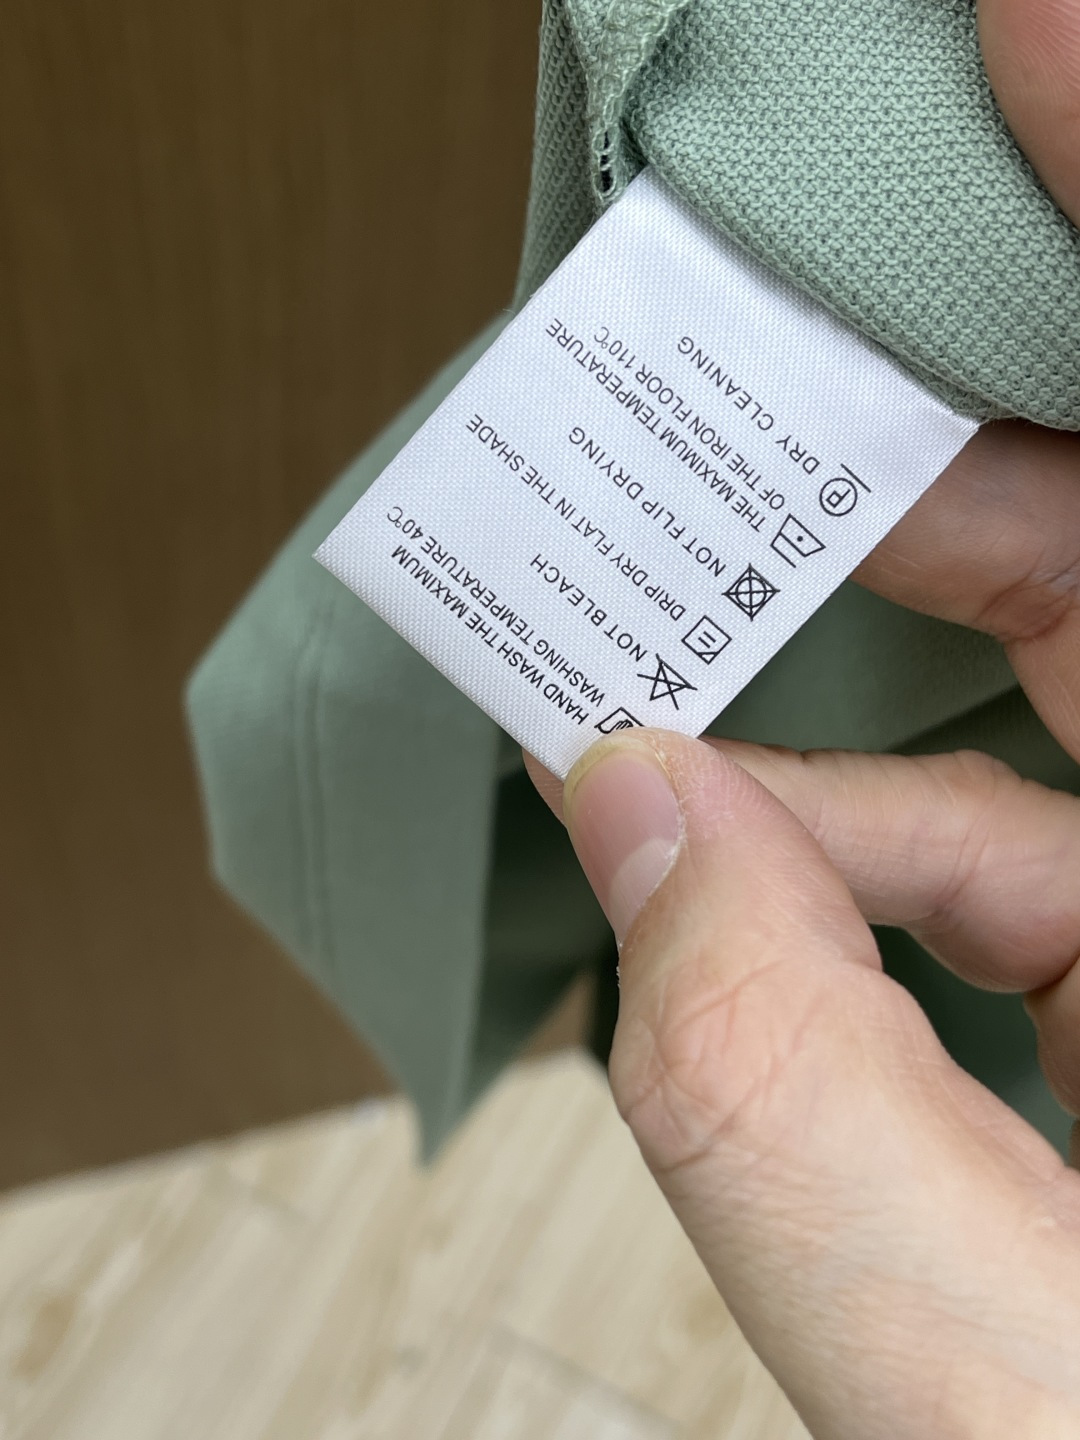 HAND WASH THE MAXIMUM
WASHING TEMPERATURE 40℃
NOT BLEACH
DRIP DRY FLAT IN THE SHADE
NOT FLIP DRYING
THE MAXIMUM TEMPERATURE
OF THE IRON FLOOR 110℃
P DRY CLEANING